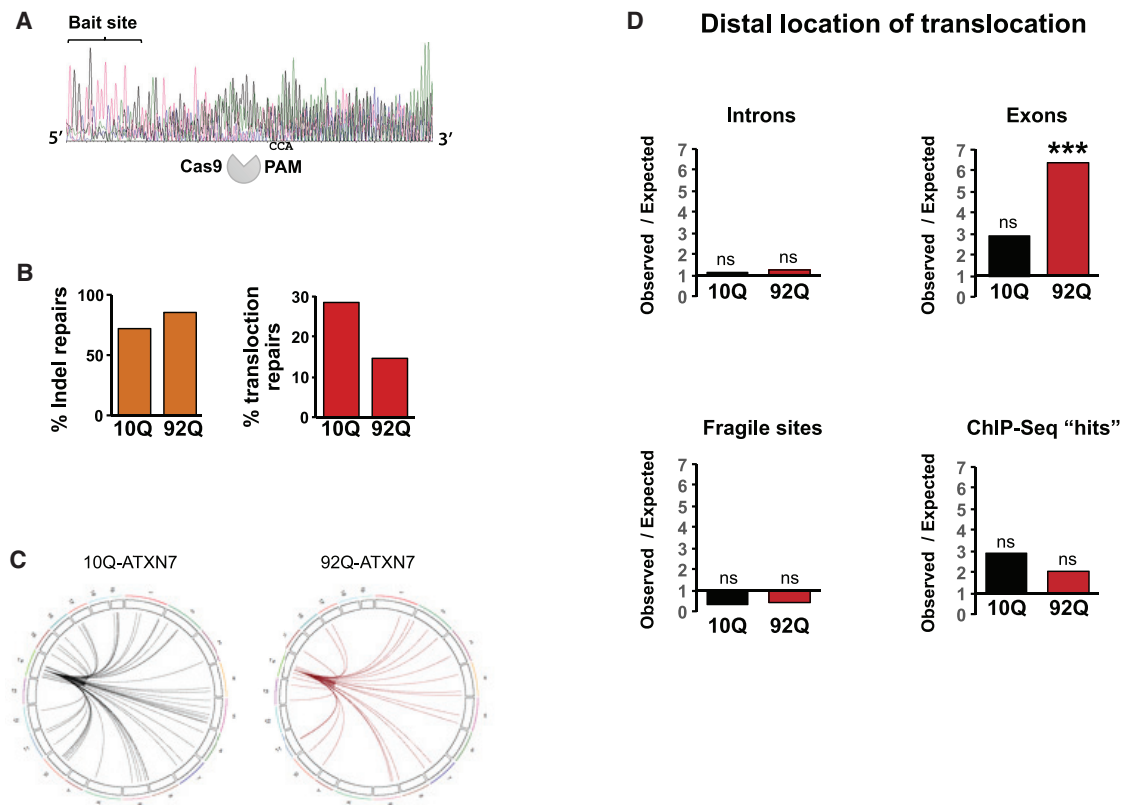 A
Bait site
5' 3'
CCA
Cas9 PAM
B
% Indel repairs
100
50
0
10Q 92Q
% transloction
repairs
30
20
10
0
10Q 92Q
C
10Q-ATXN7
92Q-ATXN7
D
Distal location of translocation
Introns
Observed / Expected
7
6
5
4
3
2
1
0
ns ns
10Q 92Q
Exons
Observed / Expected
7
6
5
4
3
2
1
0
ns ***
10Q 92Q
Fragile sites
Observed / Expected
7
6
5
4
3
2
1
0
ns ns
10Q 92Q
ChIP-Seq “hits”
Observed / Expected
7
6
5
4
3
2
1
0
ns ns
10Q 92Q